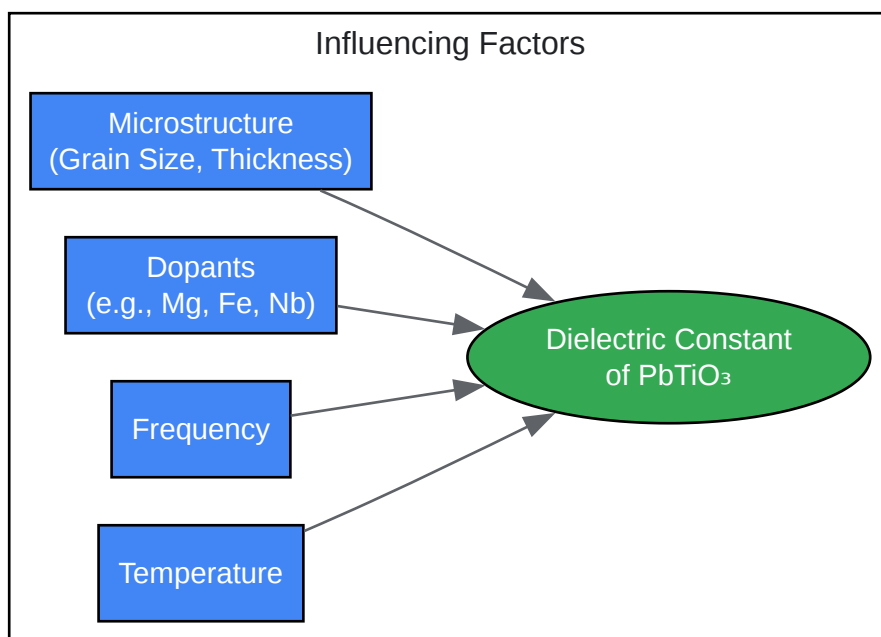 Influencing Factors
Microstructure
(Grain Size, Thickness)
Dopants
(e.g., Mg, Fe, Nb)
Frequency
Temperature
Dielectric Constant
of PbTiO₃